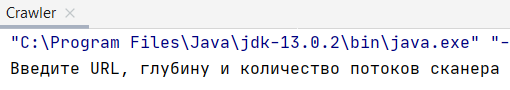 Crawler
"C:\Program Files\Java\jdk-13.0.2\bin\java.exe" "-
Введите URL, глубину и количество потоков сканера